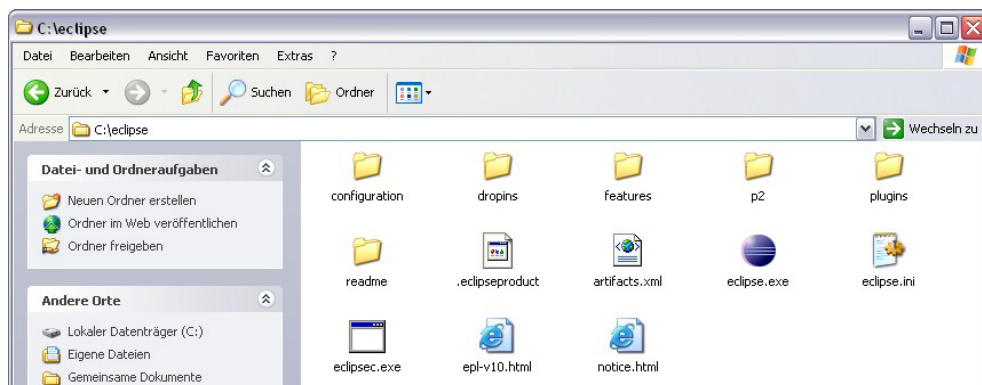 C:\eclipse
Datei Bearbeiten Ansicht Favoriten Extras ?
Zurück Suchen Ordner
Adresse C:\eclipse Wechseln zu
Datei- und Ordneraufgaben
Neuen Ordner erstellen
Ordner im Web veröffentlichen
Ordner freigeben
Andere Orte
Lokaler Datenträger (C:)
Eigene Dateien
Gemeinsame Dokumente
configuration dropins features p2 plugins
readme .eclipseproduct artifacts.xml eclipse.exe eclipse.ini
eclipsec.exe epl-v10.html notice.html